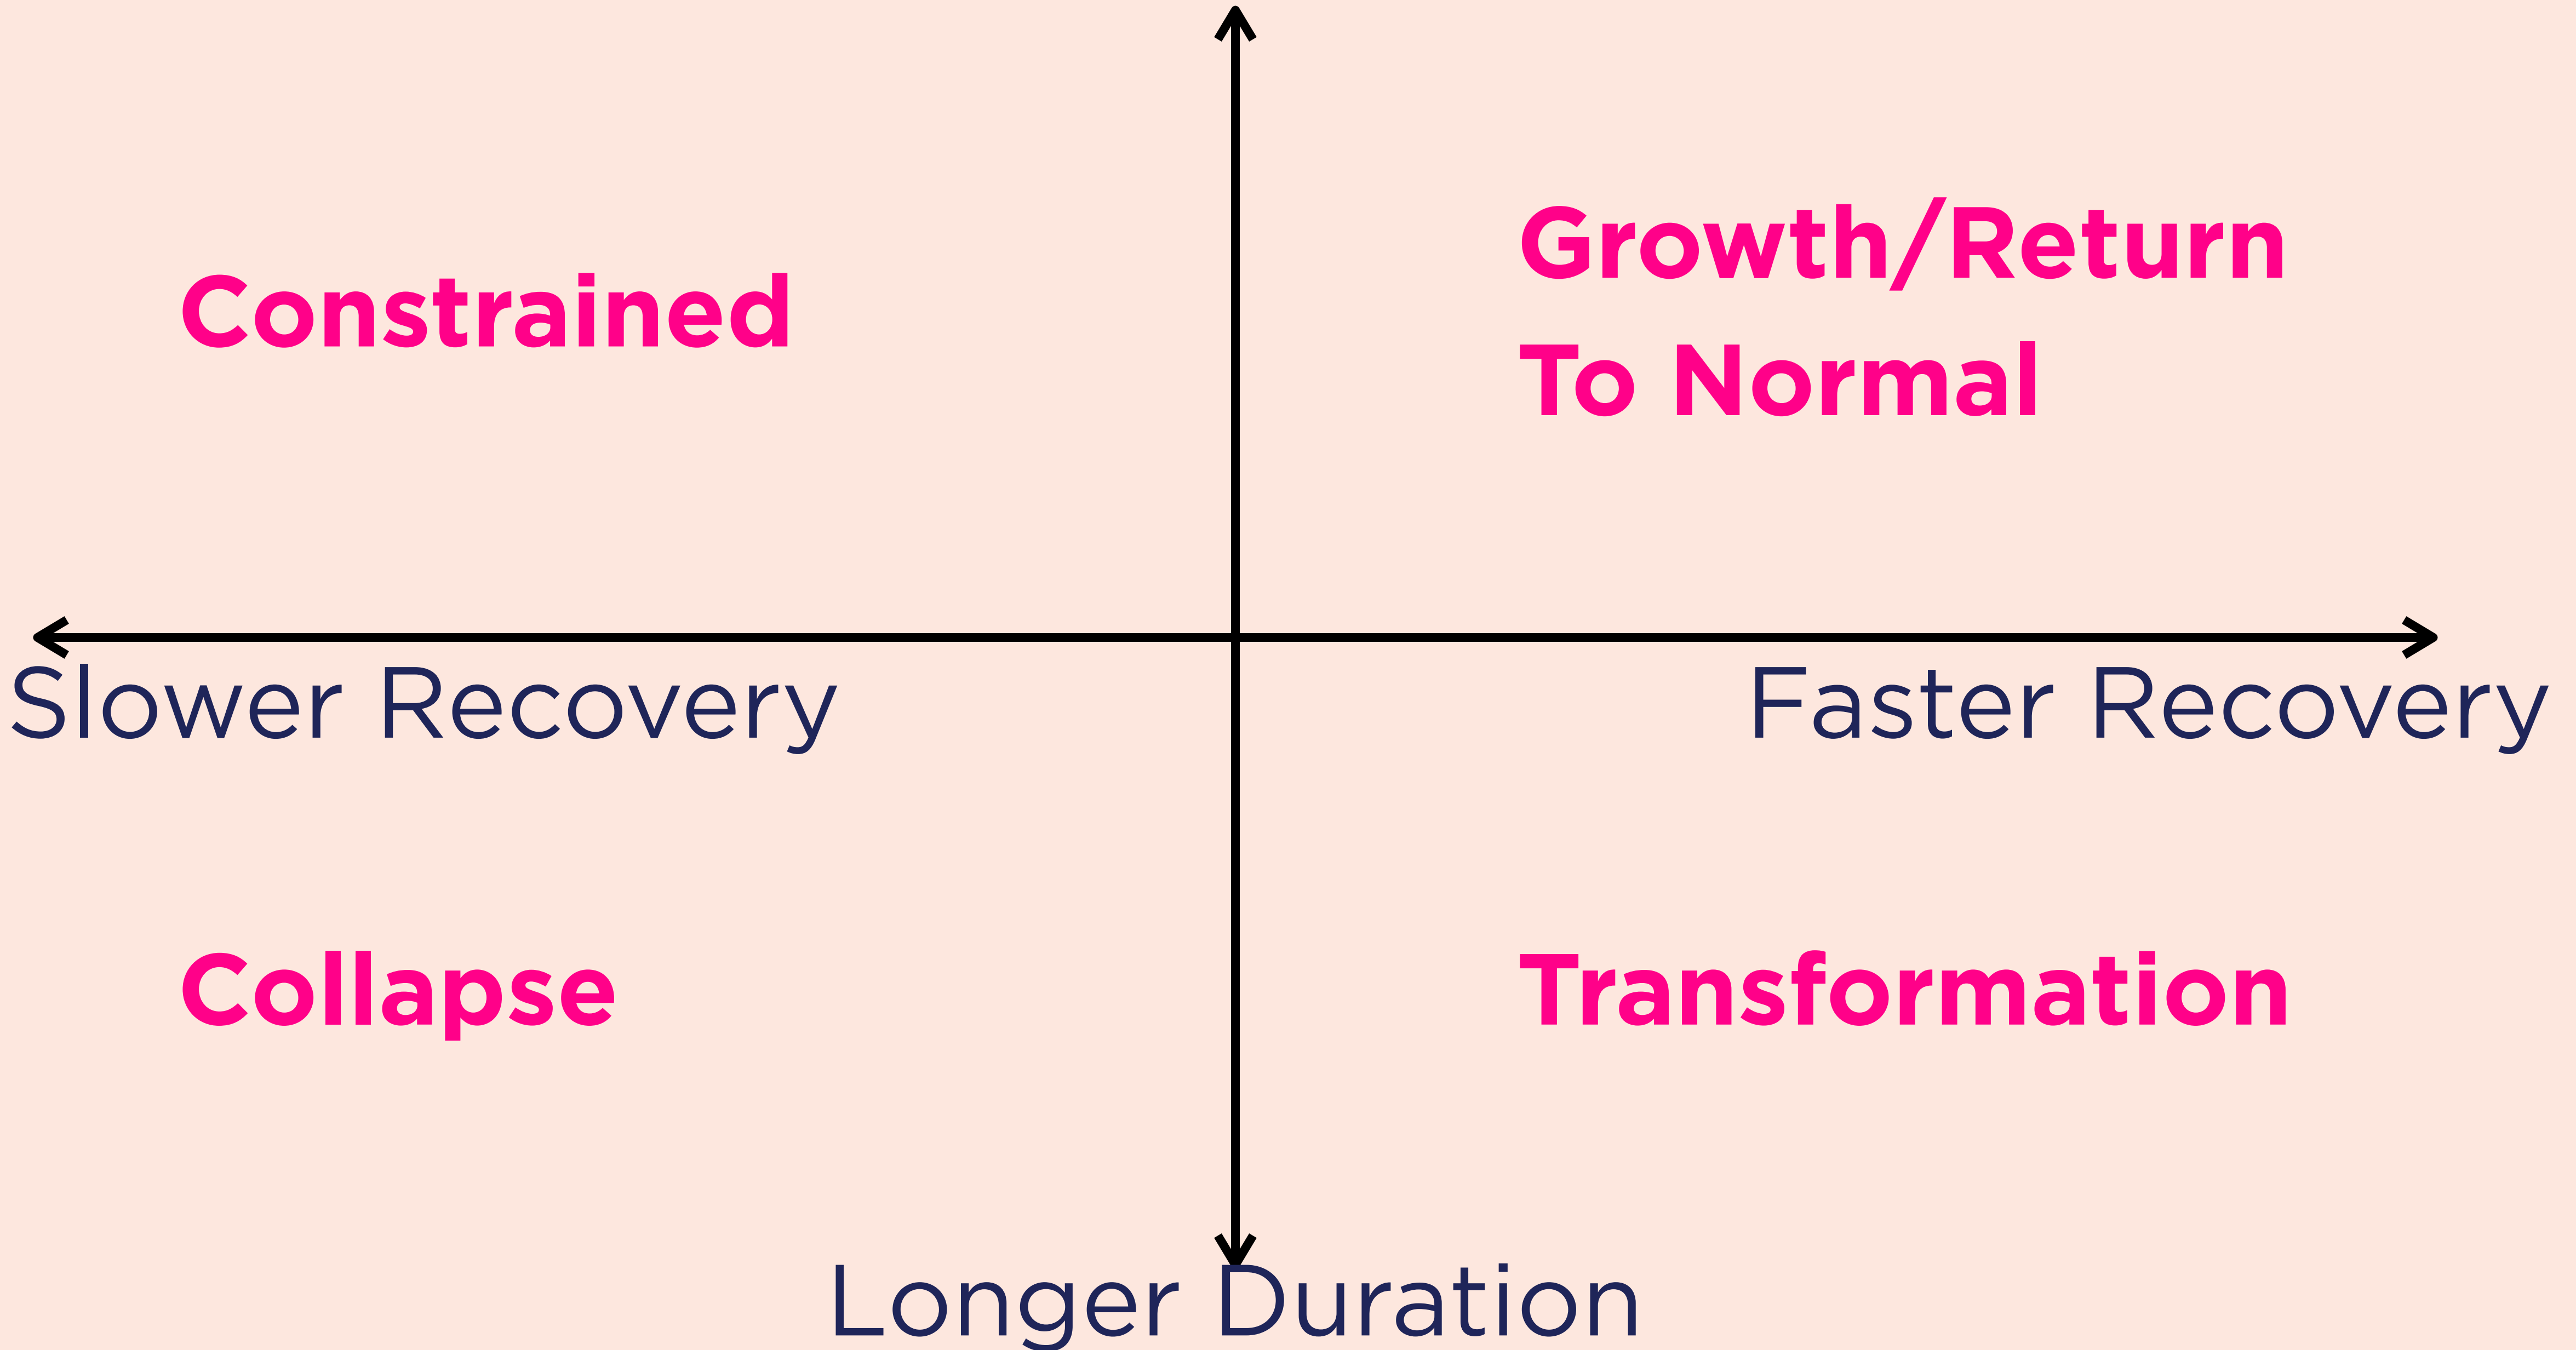 Constrained
Growth/Return
To Normal
Slower Recovery
Faster Recovery
Collapse
Transformation
Longer Duration